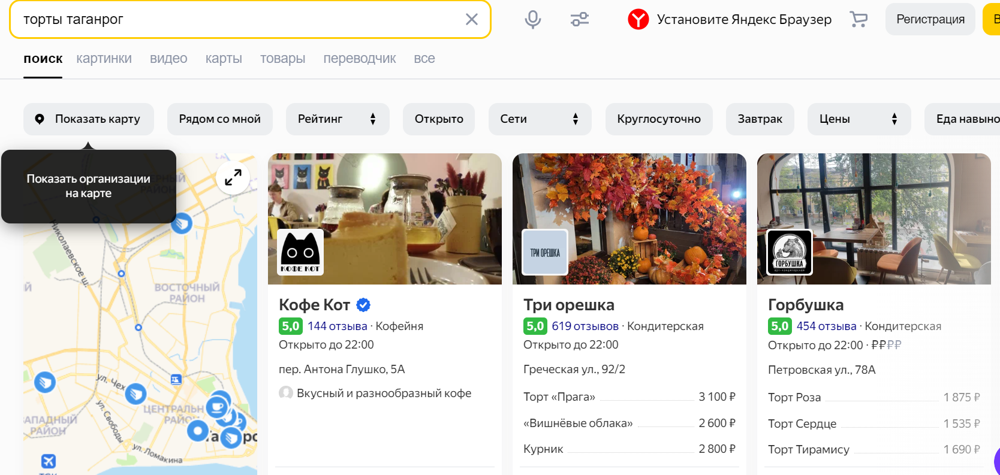 торты таганрог
Установите Яндекс Браузер
Регистрация
поиск картинки видео карты товары переводчик все
Показать карту
Рядом со мной
Рейтинг
Открыто
Сети
Круглосуточно
Завтрак
Цены
Еда навыно
Показать организации
на карте
РАЙОН
Николаевское ш.
ВОСТОЧНЫЙ
РАЙОН
ул. Чех
ЦЕНТРАЛЬН
РАЙО
АПАДНЫЙ
РАЙОН
ул. Свободы
ул. Ломакина
КОФЕ КОТ
Кофе Кот
5,0 144 отзыва · Кофейня
Открыто до 22:00
пер. Антона Глушко, 5А
Вкусный и разнообразный кофе
ТРИ ОРЕШКА
Три орешка
5,0 619 отзывов · Кондитерская
Открыто до 22:00
Греческая ул., 92/2
Торт «Прага» 3 100 ₽
«Вишнёвые облака» 2 600 ₽
Курник 2 800 ₽
ГОРБУШКА
арт-кондитерская
Горбушка
5,0 454 отзыва · Кондитерская
Открыто до 22:00 · ₽₽₽₽
Петровская ул., 78А
Торт Роза 1 875 ₽
Торт Сердце 1 535 ₽
Торт Тирамису 1 690 ₽